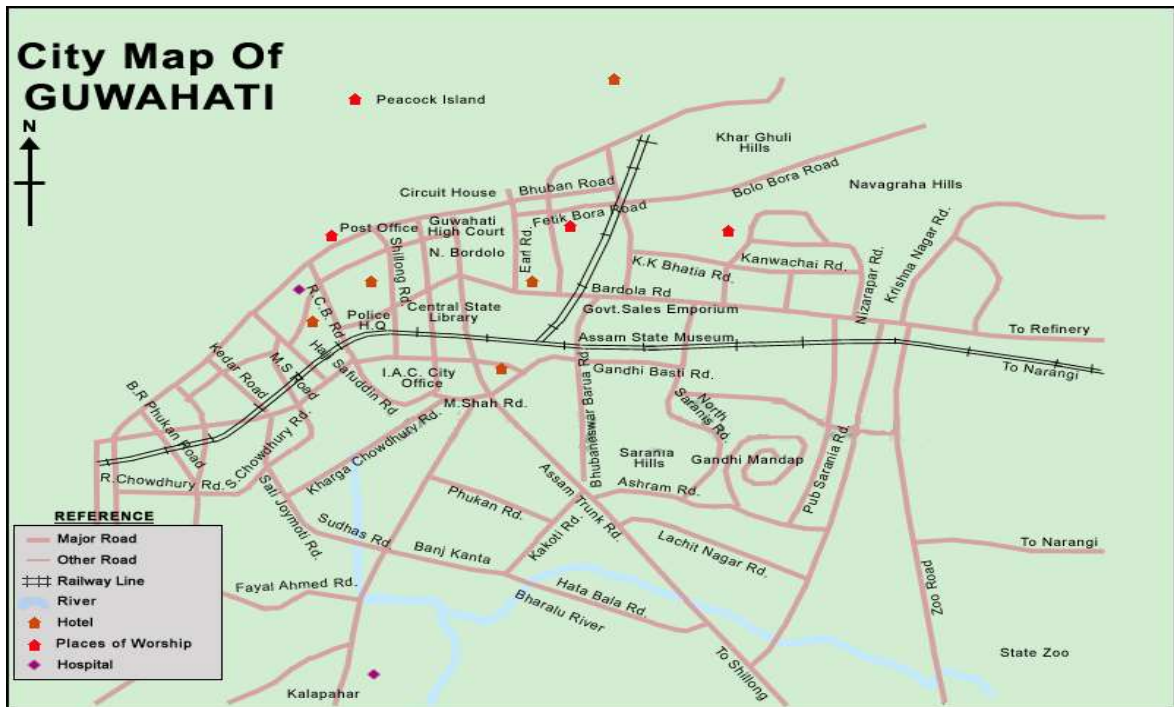 City Map Of
GUWAHATI
N
Peacock Island
Khar Ghuli
Hills
Bolo Bora Road
Navagraha Hills
Circuit House
Bhuban Road
Fetik Bora Road
Post Office
Guwahati
High Court
N. Bordolo
Shillong Rd.
Earl Rd.
K.K Bhatia Rd.
Kanwachai Rd.
Nizarapar Rd.
Krishna Nagar Rd.
R.C.B. Rd.
Bardola Rd
Police
H.Q
Central State
Library
Govt.Sales Emporium
Assam State Museum
To Refinery
To Narangi
Kedar Road
M.S Road
Haji Safuddin Rd
I.A.C. City
Office
Gandhi Basti Rd.
B.R Phukan Road
S.Chowdhury Rd.
M.Shah Rd.
Bhubaneswar Barua Rd.
North
Saranis Rd.
Kharga Chowdhury Rd.
Sarania
Hills
Gandhi Mandap
Pub Sarania Rd.
R.Chowdhury Rd.
Sati Joymoti Rd.
Assam Trunk Rd.
Ashram Rd.
Phukan Rd.
Sudhas Rd.
Banj Kanta
Kakoti Rd.
Lachit Nagar Rd.
To Narangi
Zoo Road
Fayal Ahmed Rd.
Hata Bala Rd.
Bharalu River
To Shillong
State Zoo
Kalapahar
REFERENCE
Major Road
Other Road
Railway Line
River
Hotel
Places of Worship
Hospital